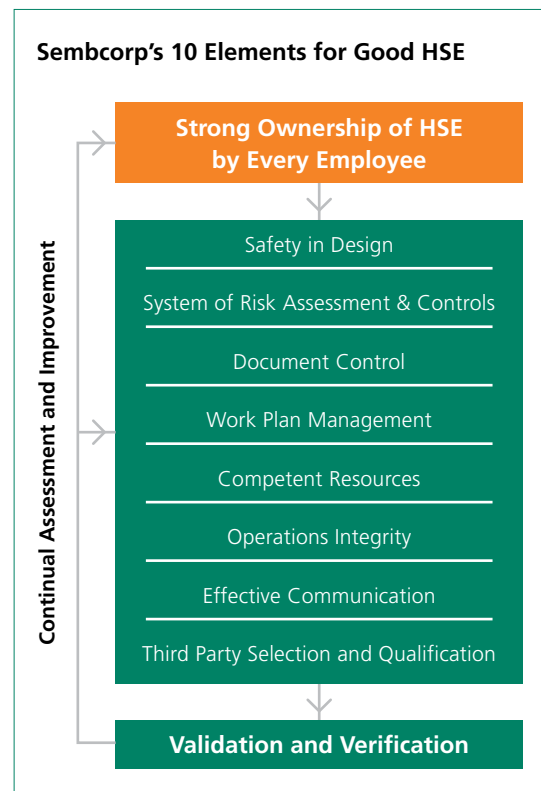 Sembcorp's 10 Elements for Good HSE
Strong Ownership of HSE
by Every Employee
Safety in Design
System of Risk Assessment & Controls
Document Control
Work Plan Management
Competent Resources
Operations Integrity
Effective Communication
Third Party Selection and Qualification
Validation and Verification
Continual Assessment and Improvement